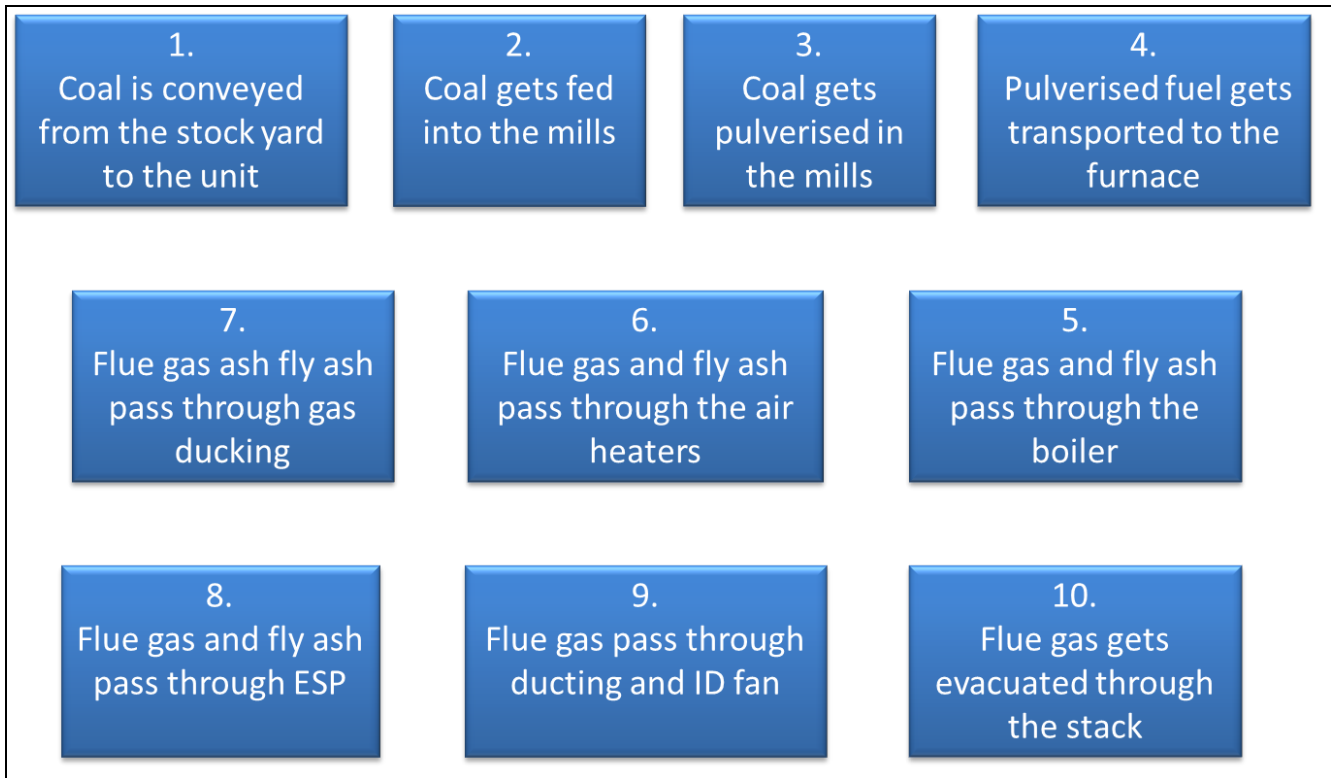 1.
Coal is conveyed
from the stock yard
to the unit
2.
Coal gets fed
into the mills
3.
Coal gets
pulverised in
the mills
4.
Pulverised fuel gets
transported to the
furnace
7.
Flue gas ash fly ash
pass through gas
ducking
6.
Flue gas and fly ash
pass through the air
heaters
5.
Flue gas and fly ash
pass through the
boiler
8.
Flue gas and fly ash
pass through ESP
9.
Flue gas pass through
ducting and ID fan
10.
Flue gas gets
evacuated through
the stack